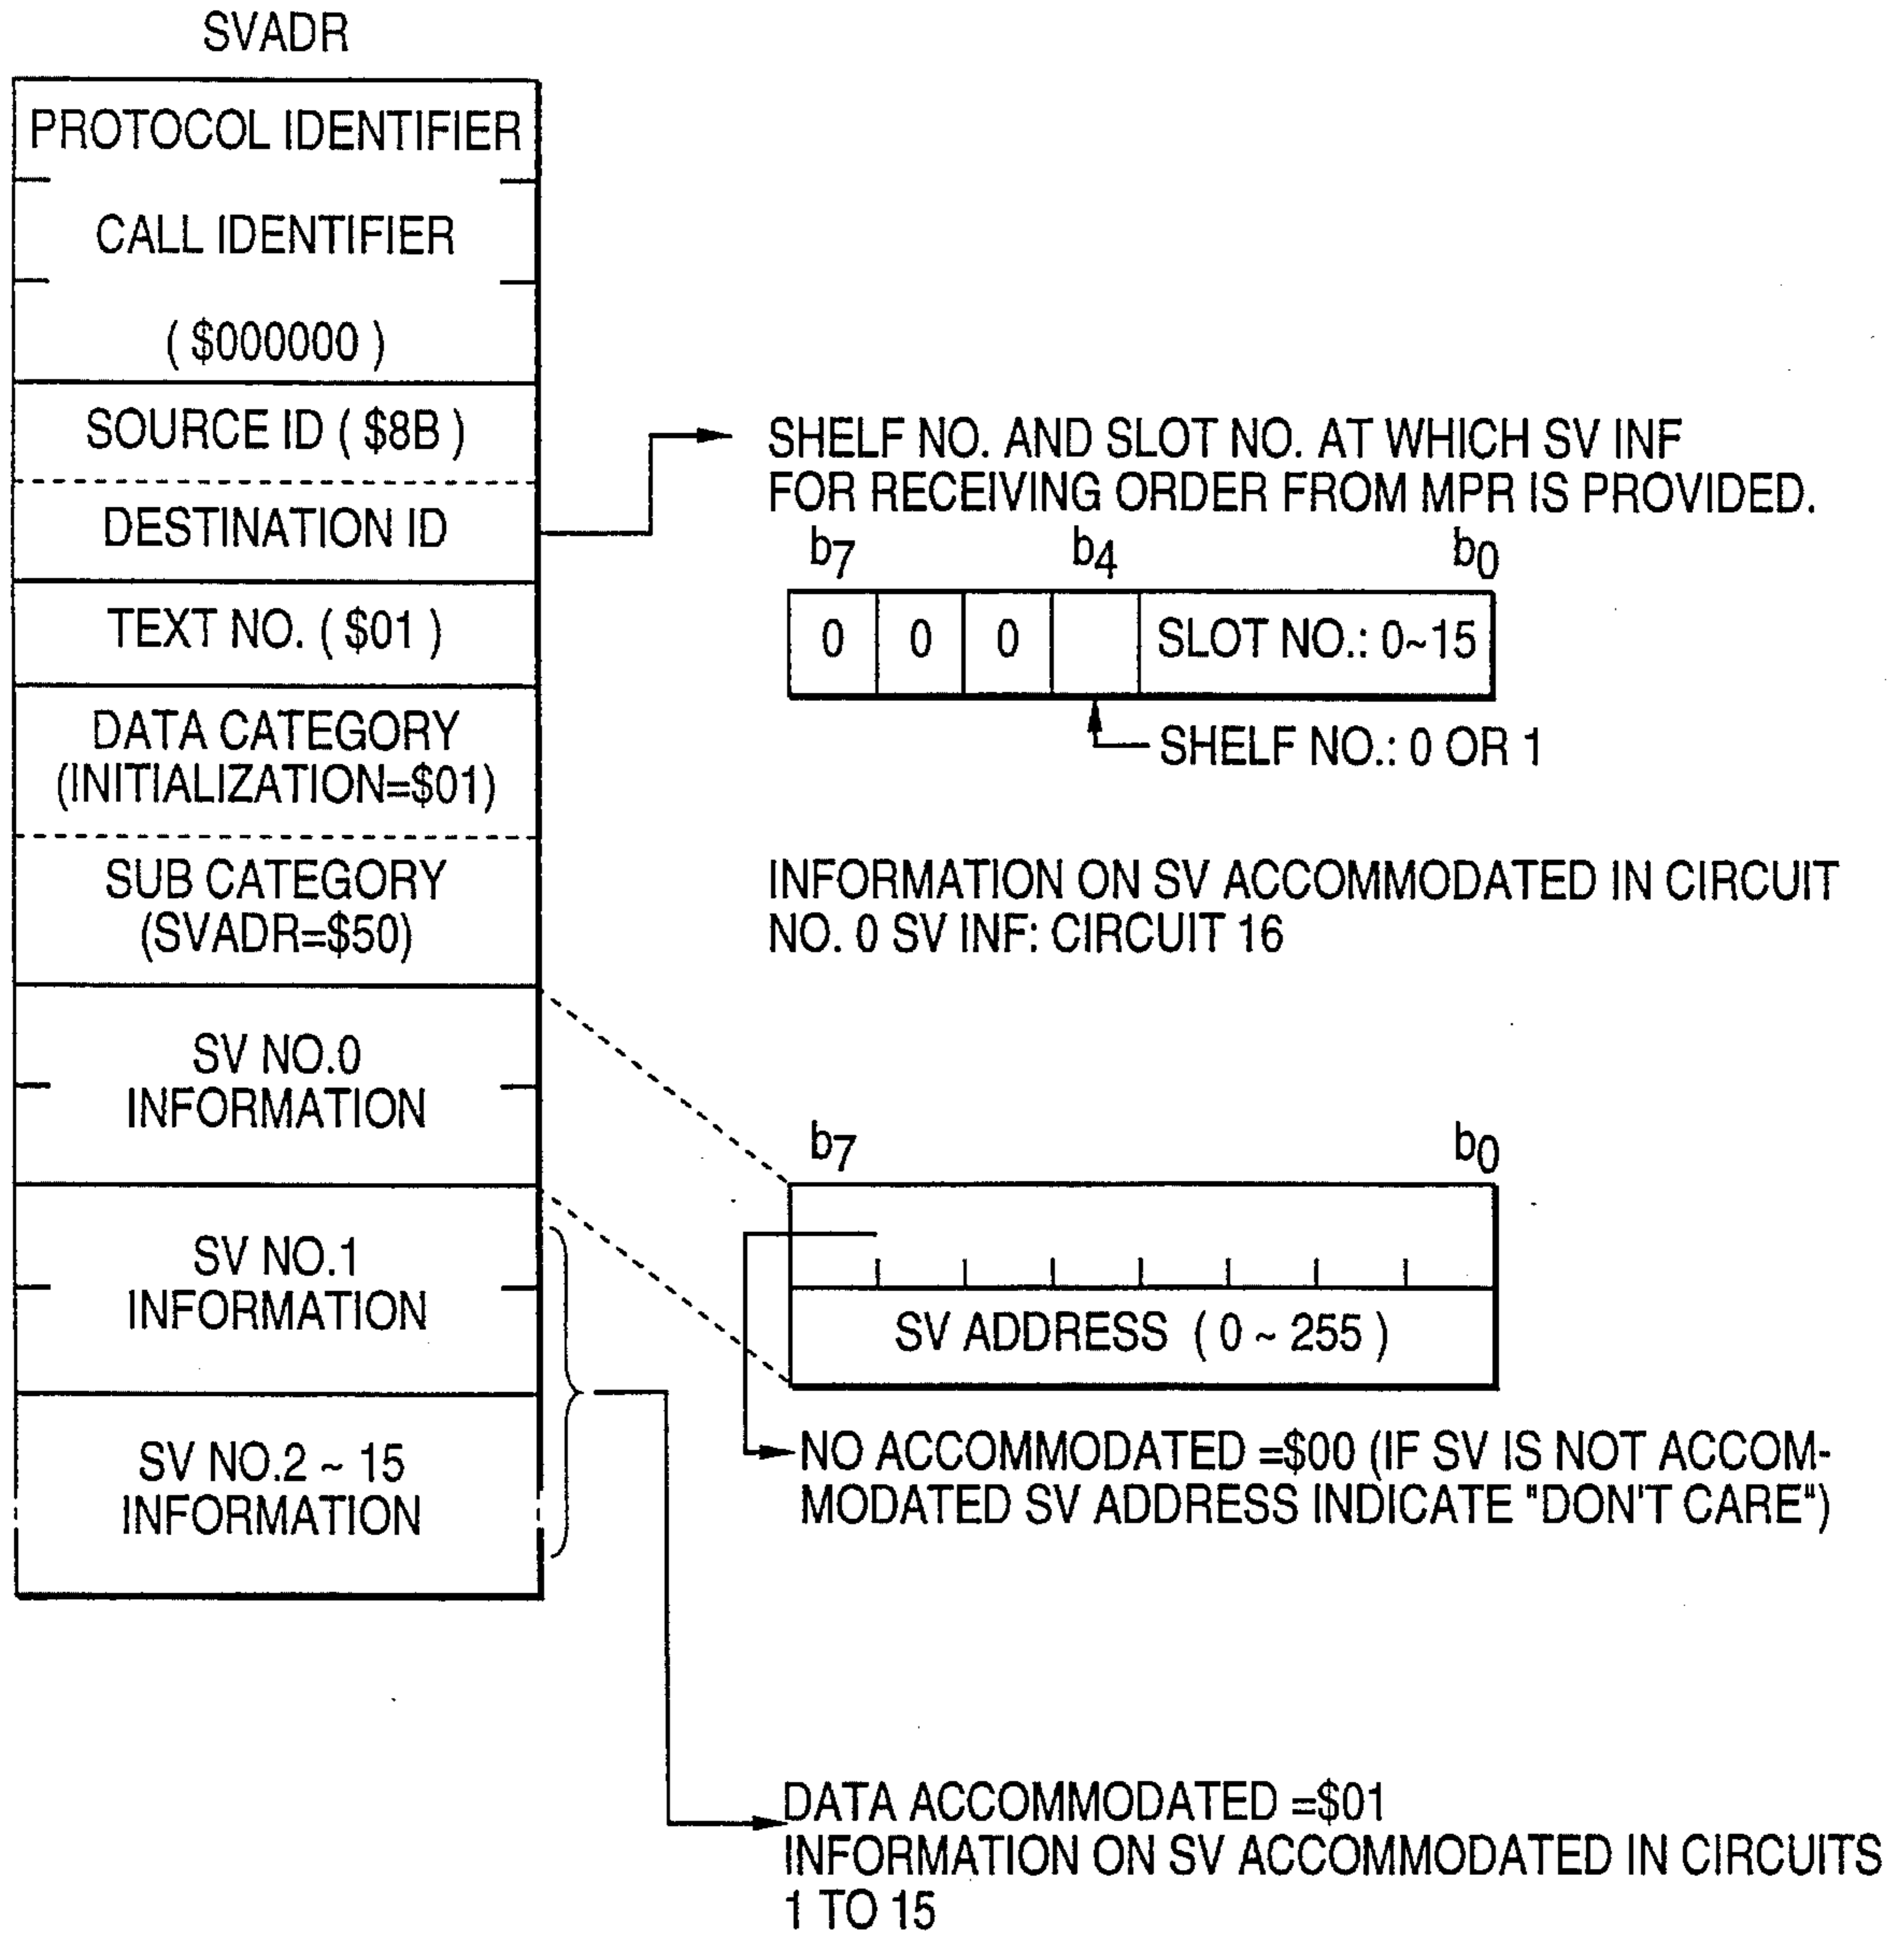 SVADR
PROTOCOL IDENTIFIER
CALL IDENTIFIER
( $000000 )
SOURCE ID ( $8B )
DESTINATION ID
TEXT NO. ( $01 )
DATA CATEGORY
(INITIALIZATION=$01)
SUB CATEGORY
(SVADR=$50)
SV NO.0
INFORMATION
SV NO.1
INFORMATION
SV NO.2 ~ 15
INFORMATION
SHELF NO. AND SLOT NO. AT WHICH SV INF
FOR RECEIVING ORDER FROM MPR IS PROVIDED.
b7 b4 b0
0 0 0 SLOT NO.: 0~15
SHELF NO.: 0 OR 1
INFORMATION ON SV ACCOMMODATED IN CIRCUIT
NO. 0 SV INF: CIRCUIT 16
b7 b0
SV ADDRESS ( 0 ~ 255 )
NO ACCOMMODATED =$00 (IF SV IS NOT ACCOM-
MODATED SV ADDRESS INDICATE "DON'T CARE")
DATA ACCOMMODATED =$01
INFORMATION ON SV ACCOMMODATED IN CIRCUITS
1 TO 15